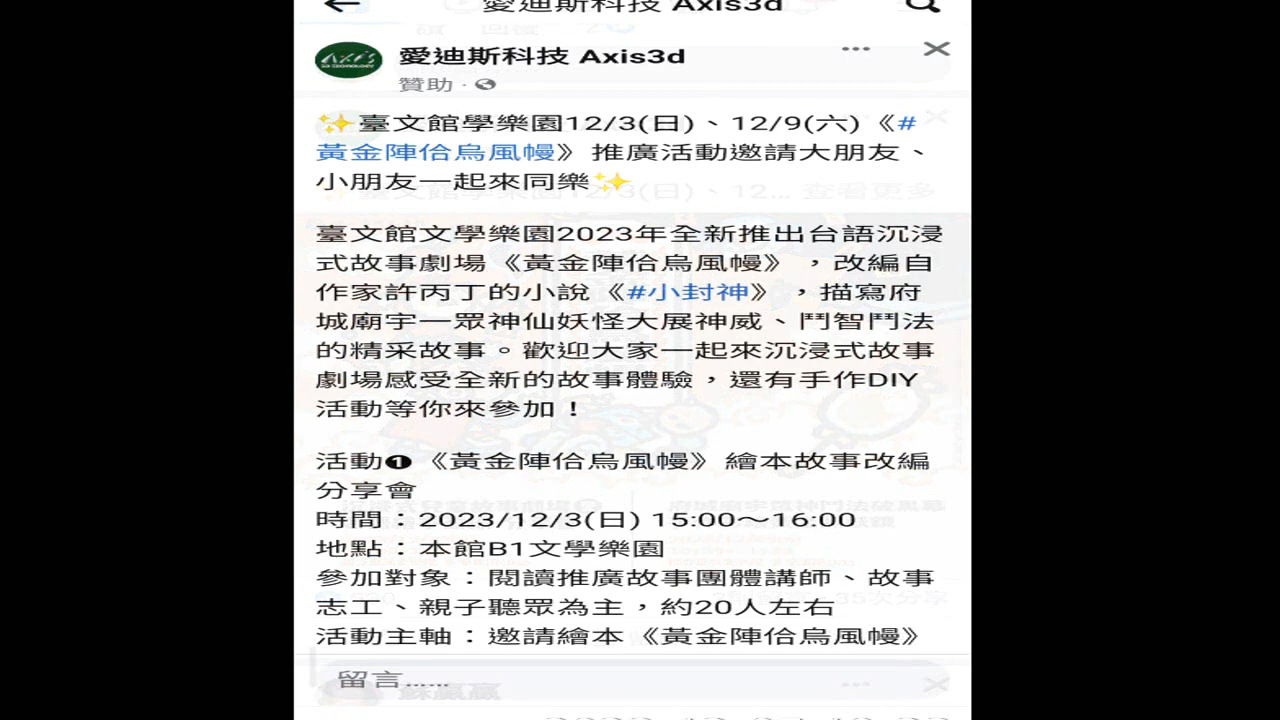 愛迪斯科技 Axis3d
愛迪斯科技 Axis3d
贊助
✨臺文館學樂園12/3(日)、12/9(六)《#
黃金陣佮烏風幔》推廣活動邀請大朋友、
小朋友一起來同樂✨
臺文館文學樂園2023年全新推出台語沉浸
式故事劇場《黃金陣佮烏風幔》，改編自
作家許丙丁的小說《#小封神》，描寫府
城廟宇一眾神仙妖怪大展神威、鬥智鬥法
的精采故事。歡迎大家一起來沉浸式故事
劇場感受全新的故事體驗，還有手作DIY
活動等你來參加！
活動❶《黃金陣佮烏風幔》繪本故事改編
分享會
時間：2023/12/3(日) 15:00～16:00
地點：本館B1文學樂園
參加對象：閱讀推廣故事團體講師、故事
志工、親子聽眾為主，約20人左右
活動主軸：邀請繪本《黃金陣佮烏風幔》
留言......